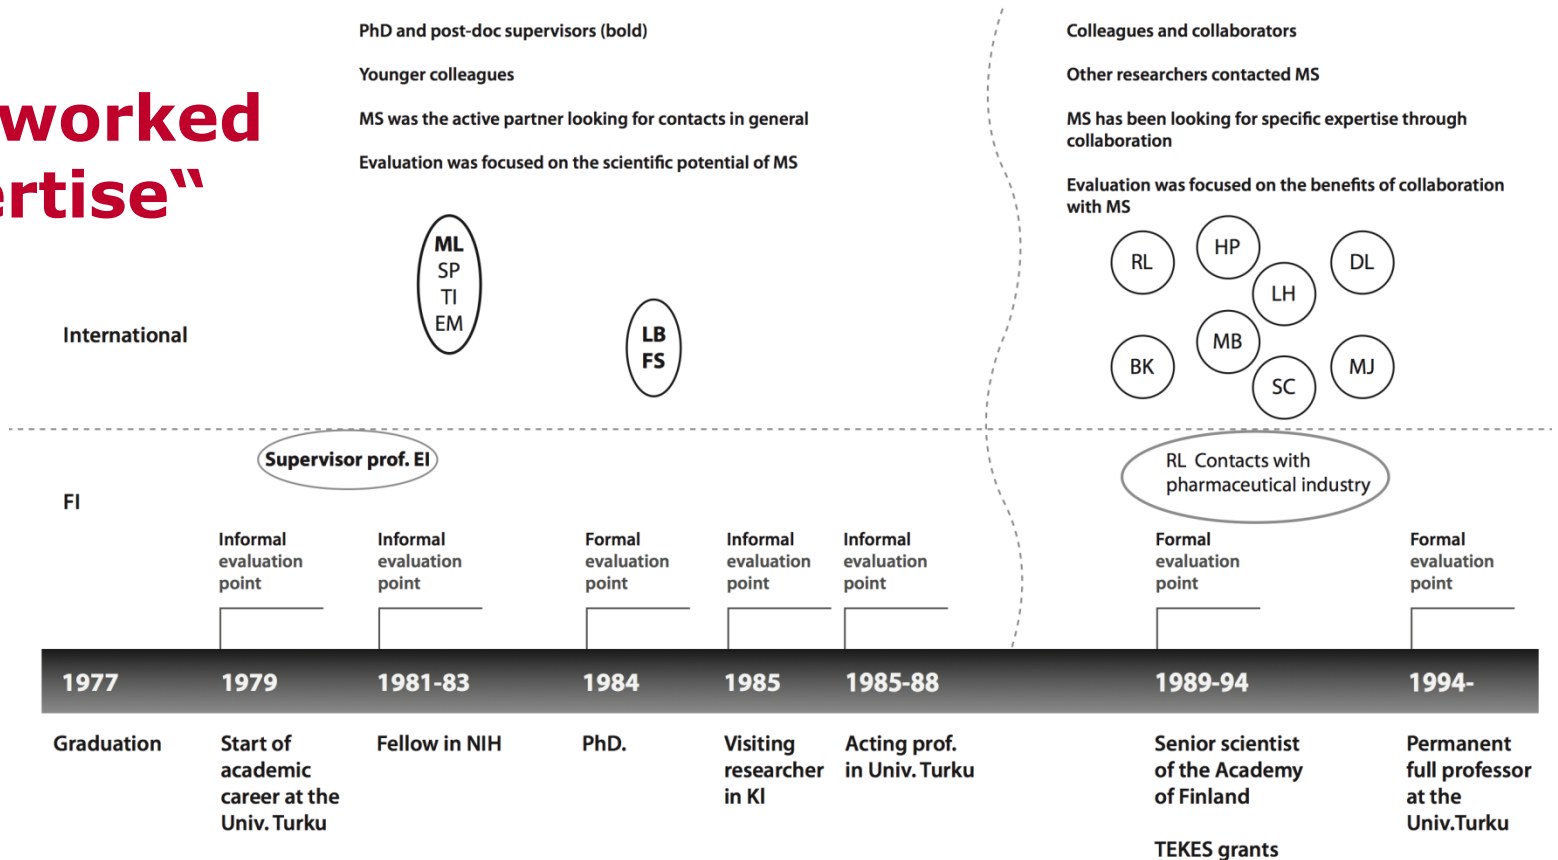 worked
ertise“
PhD and post-doc supervisors (bold)
Younger colleagues
MS was the active partner looking for contacts in general
Evaluation was focused on the scientific potential of MS
Colleagues and collaborators
Other researchers contacted MS
MS has been looking for specific expertise through
collaboration
Evaluation was focused on the benefits of collaboration
with MS
International
ML
SP
TI
EM
LB
FS
RL
HP
LH
DL
BK
MB
SC
MJ
FI
Supervisor prof. EI
RL Contacts with
pharmaceutical industry
Informal
evaluation
point
Informal
evaluation
point
Formal
evaluation
point
Informal
evaluation
point
Informal
evaluation
point
Formal
evaluation
point
Formal
evaluation
point
1977
1979
1981-83
1984
1985
1985-88
1989-94
1994-
Graduation
Start of
academic
career at the
Univ. Turku
Fellow in NIH
PhD.
Visiting
researcher
in KI
Acting prof.
in Univ. Turku
Senior scientist
of the Academy
of Finland
TEKES grants
Permanent
full professor
at the
Univ.Turku